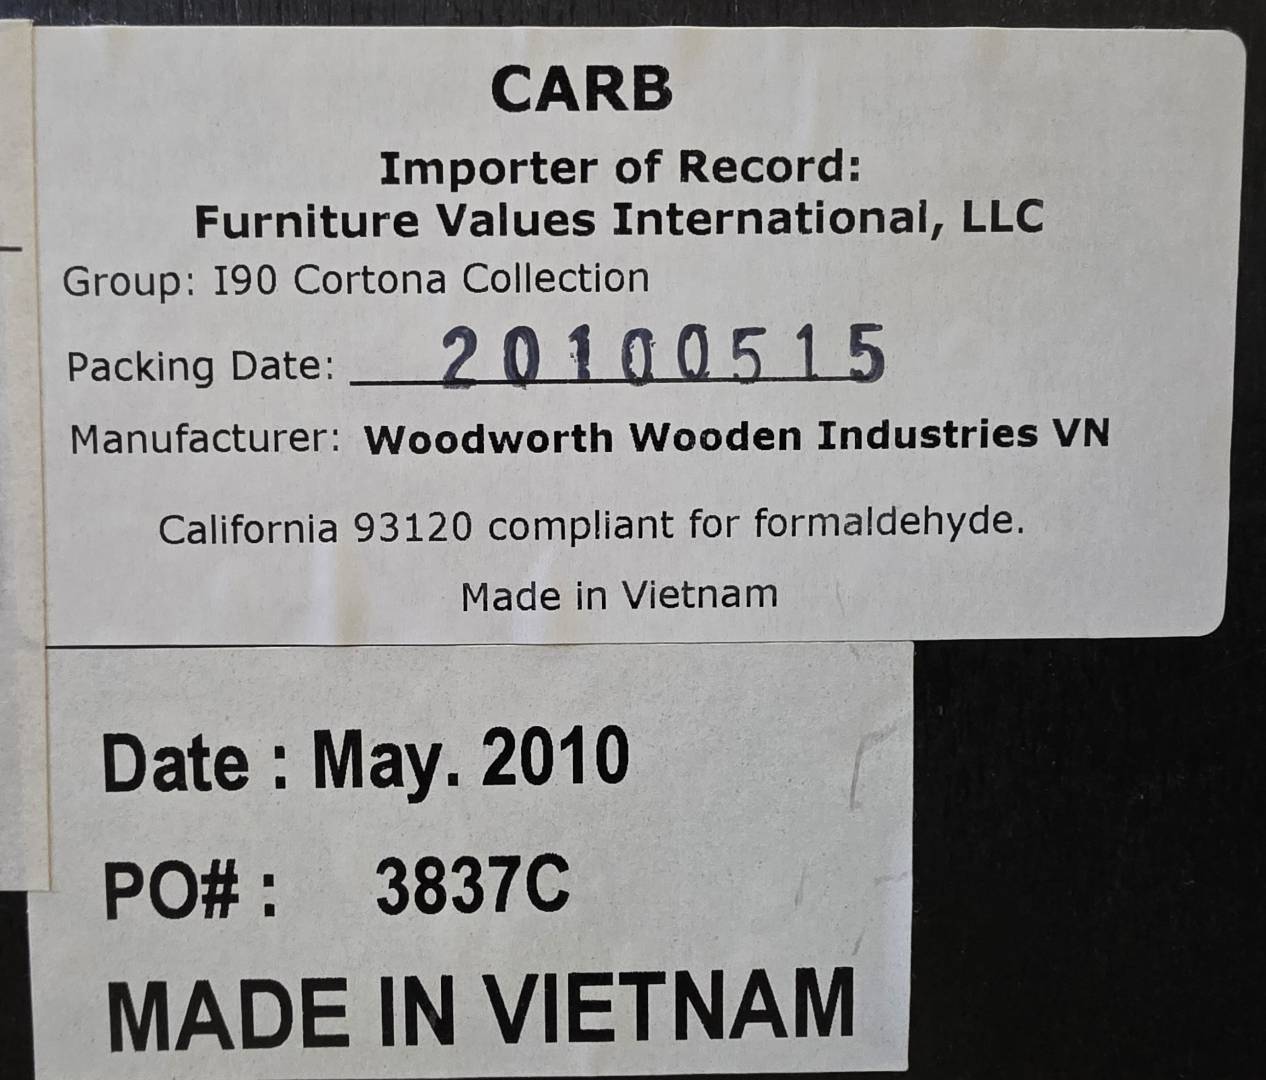 CARB
Importer of Record:
Furniture Values International, LLC
Group: I90 Cortona Collection
Packing Date: 20100515
Manufacturer: Woodworth Wooden Industries VN
California 93120 compliant for formaldehyde.
Made in Vietnam
Date : May. 2010
PO# : 3837C
MADE IN VIETNAM